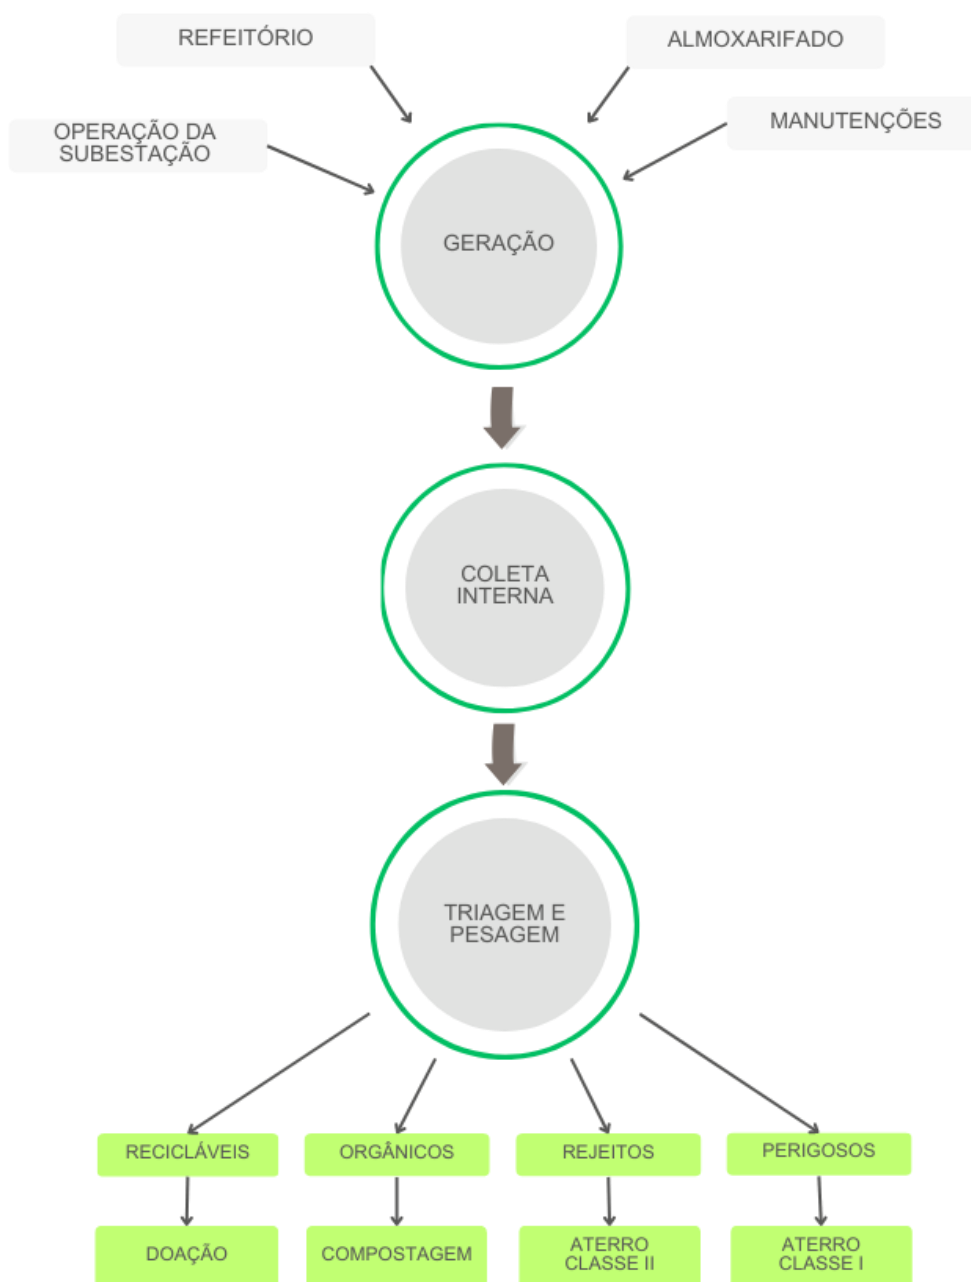 REFEITÓRIO
ALMOXARIFADO
OPERAÇÃO DA
SUBESTAÇÃO
MANUTENÇÕES
GERAÇÃO
COLETA
INTERNA
TRIAGEM E
PESAGEM
RECICLÁVEIS
ORGÂNICOS
REJEITOS
PERIGOSOS
DOAÇÃO
COMPOSTAGEM
ATERRO
CLASSE II
ATERRO
CLASSE I